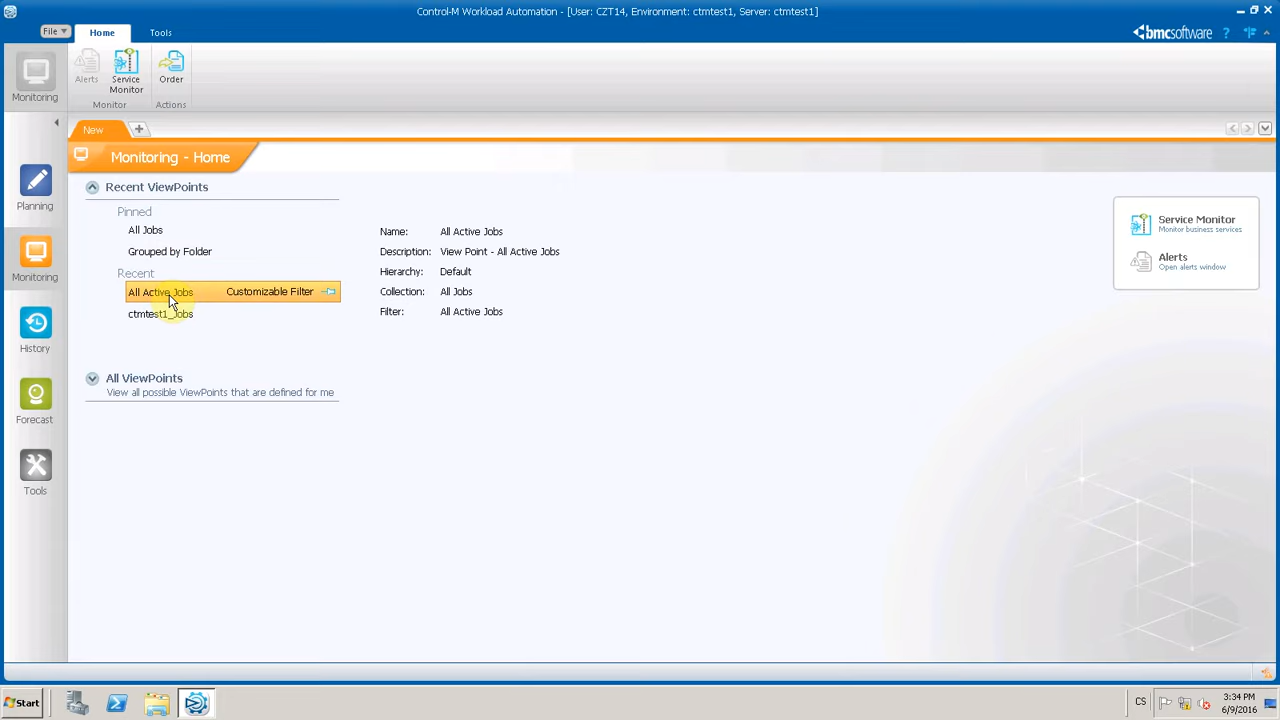 Control-M Workload Automation - [User: CZT14, Environment: ctmtest1, Server: ctmtest1]
File Home Tools
bmcsoftware ?
Monitoring
Alerts
Service Monitor
Order
Monitor Actions
New +
Monitoring - Home
Recent ViewPoints
Pinned
All Jobs
Grouped by Folder
Recent
All Active Jobs Customizable Filter
ctmtest1_Jobs
All ViewPoints
View all possible ViewPoints that are defined for me
Name: All Active Jobs
Description: View Point - All Active Jobs
Hierarchy: Default
Collection: All Jobs
Filter: All Active Jobs
Service Monitor
Monitor business services
Alerts
Open alerts window
Planning
Monitoring
History
Forecast
Tools
Start
CS
3:34 PM
6/9/2016